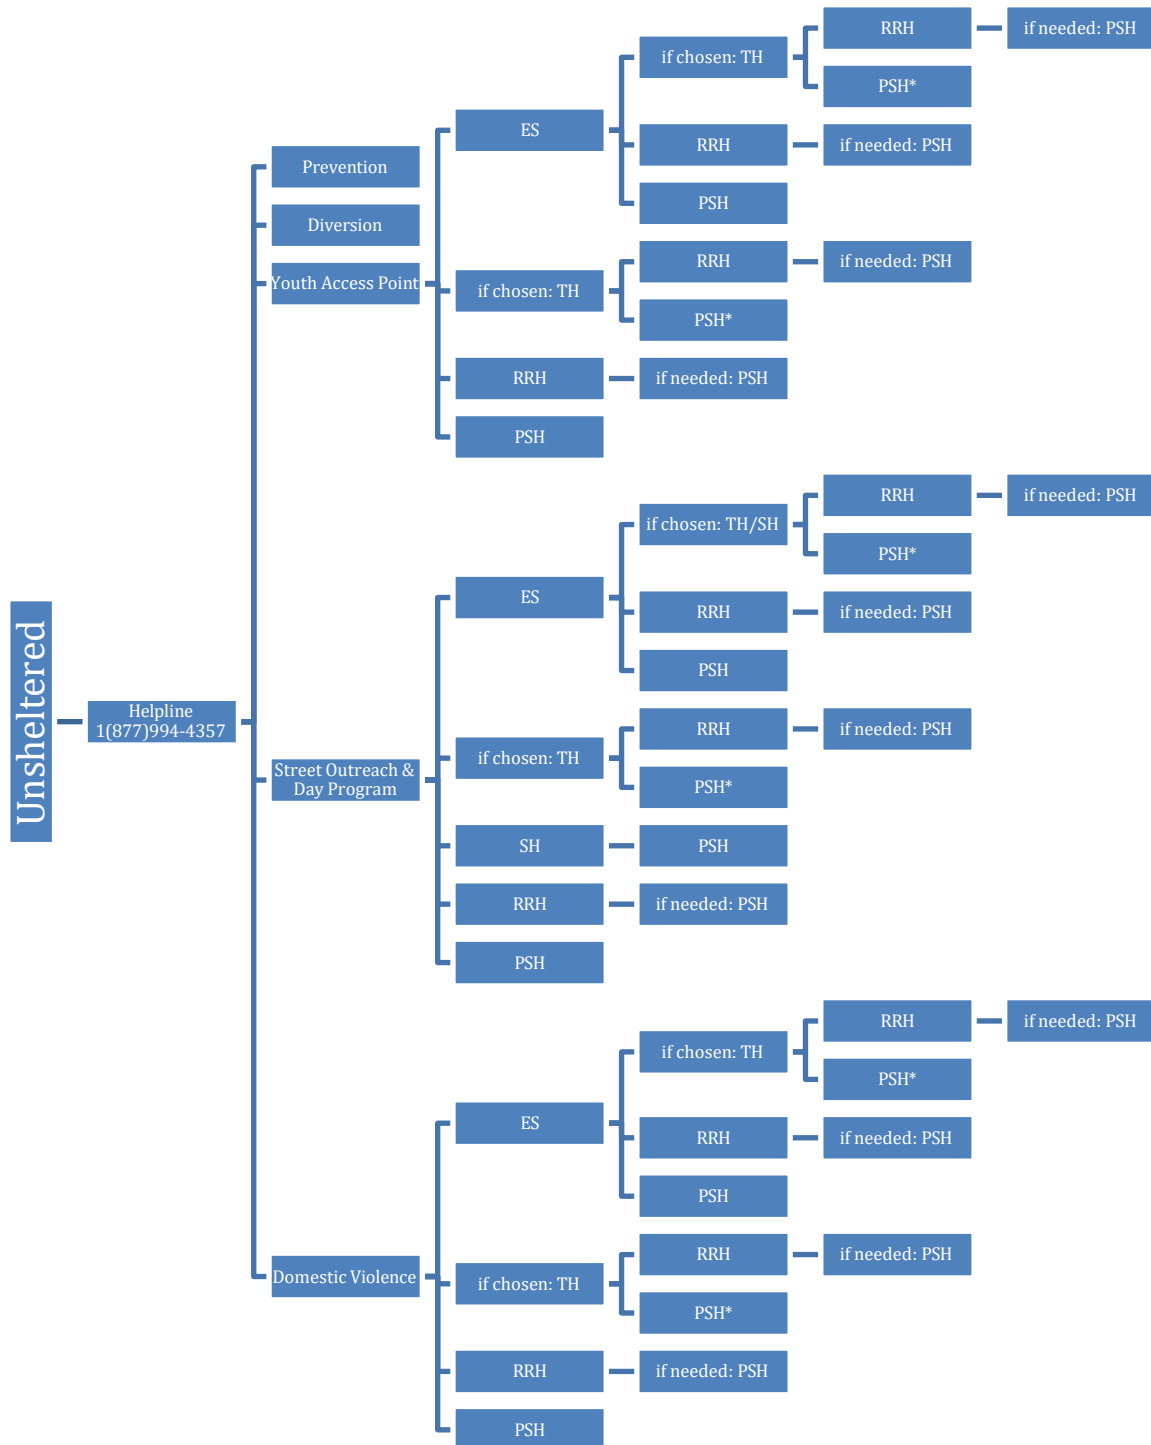 RRH
if needed: PSH
if chosen: TH
PSH*
ES
RRH
if needed: PSH
Prevention
PSH
Diversion
RRH
if needed: PSH
Youth Access Point
if chosen: TH
PSH*
RRH
if needed: PSH
PSH
RRH
if needed: PSH
if chosen: TH/SH
PSH*
ES
RRH
if needed: PSH
PSH
Unsheltered
Helpline
1(877)994-4357
RRH
if needed: PSH
if chosen: TH
Street Outreach &
Day Program
PSH*
SH
PSH
RRH
if needed: PSH
PSH
RRH
if needed: PSH
if chosen: TH
PSH*
ES
RRH
if needed: PSH
PSH
RRH
if needed: PSH
Domestic Violence
if chosen: TH
PSH*
RRH
if needed: PSH
PSH